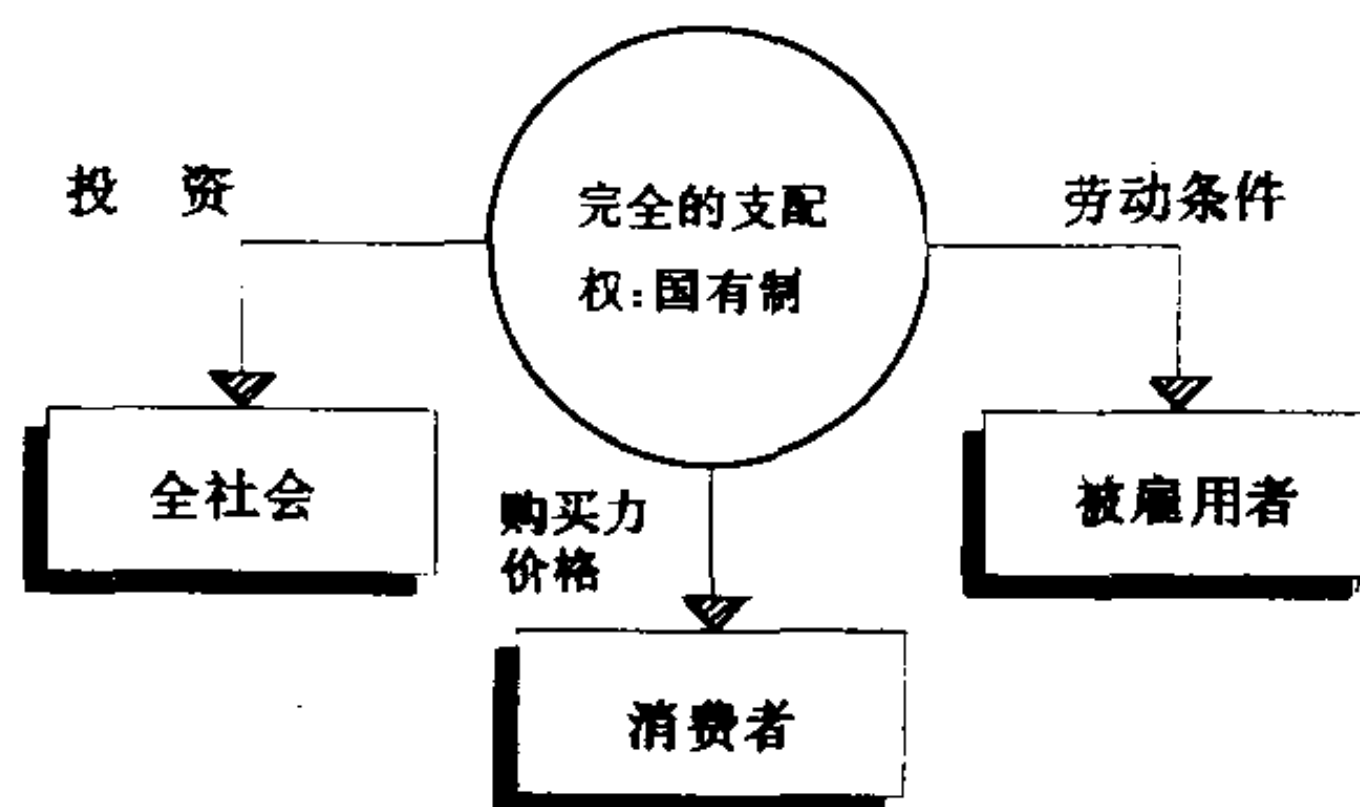 投 资
完全的支配
权:国有制
劳动条件
全社会
购买力
价格
被雇用者
消费者